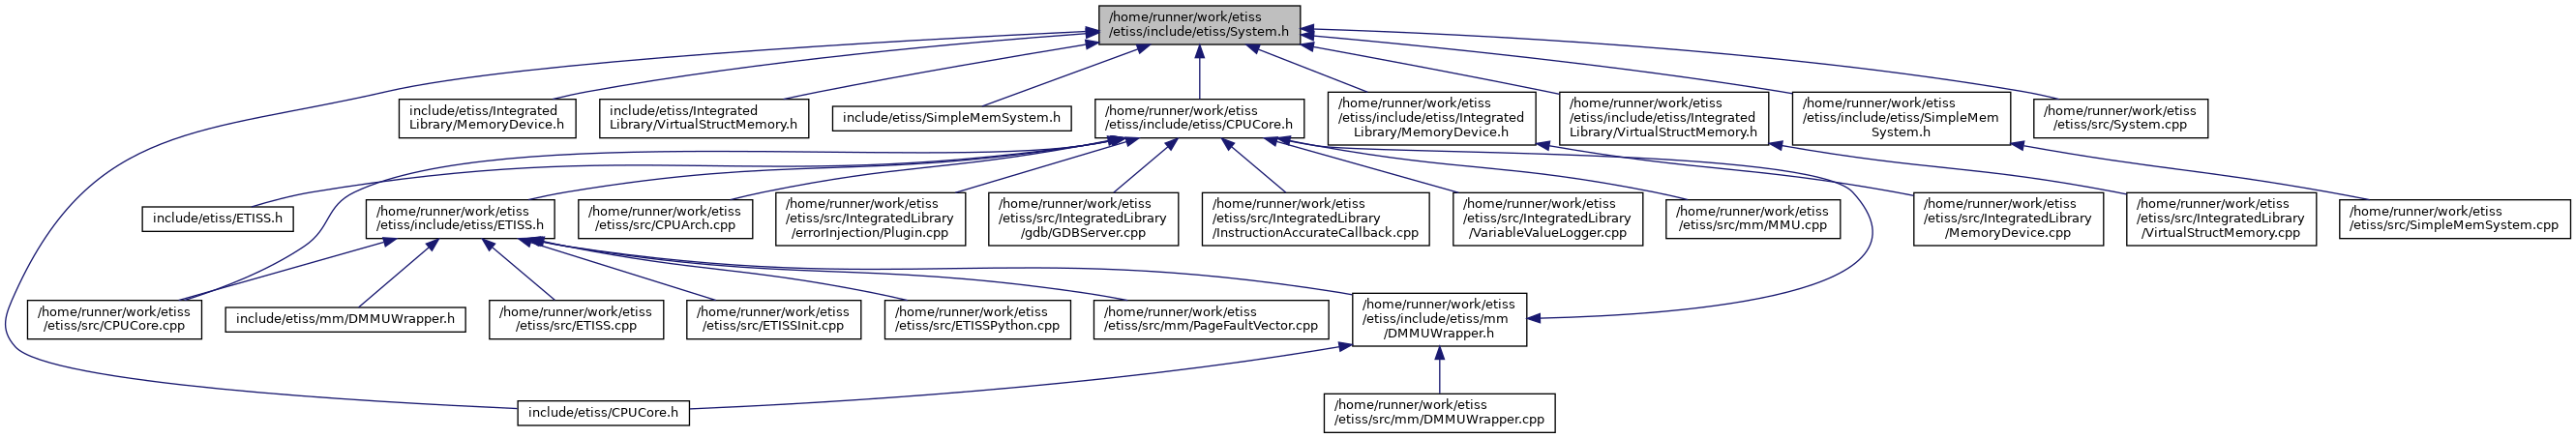 /home/runner/work/etiss
/etiss/include/etiss/System.h
include/etiss/Integrated
Library/MemoryDevice.h
include/etiss/Integrated
Library/VirtualStructMemory.h
include/etiss/SimpleMemSystem.h
/home/runner/work/etiss
/etiss/include/etiss/CPUCore.h
/home/runner/work/etiss
/etiss/include/etiss/Integrated
Library/MemoryDevice.h
/home/runner/work/etiss
/etiss/include/etiss/Integrated
Library/VirtualStructMemory.h
/home/runner/work/etiss
/etiss/include/etiss/SimpleMem
System.h
/home/runner/work/etiss
/etiss/src/System.cpp
include/etiss/ETISS.h
/home/runner/work/etiss
/etiss/include/etiss/ETISS.h
/home/runner/work/etiss
/etiss/src/CPUArch.cpp
/home/runner/work/etiss
/etiss/src/IntegratedLibrary
/errorInjection/Plugin.cpp
/home/runner/work/etiss
/etiss/src/IntegratedLibrary
/gdb/GDBServer.cpp
/home/runner/work/etiss
/etiss/src/IntegratedLibrary
/InstructionAccurateCallback.cpp
/home/runner/work/etiss
/etiss/src/IntegratedLibrary
/VariableValueLogger.cpp
/home/runner/work/etiss
/etiss/src/mm/MMU.cpp
/home/runner/work/etiss
/etiss/src/IntegratedLibrary
/MemoryDevice.cpp
/home/runner/work/etiss
/etiss/src/IntegratedLibrary
/VirtualStructMemory.cpp
/home/runner/work/etiss
/etiss/src/SimpleMemSystem.cpp
/home/runner/work/etiss
/etiss/src/CPUCore.cpp
include/etiss/mm/DMMUWrapper.h
/home/runner/work/etiss
/etiss/src/ETISS.cpp
/home/runner/work/etiss
/etiss/src/ETISSInit.cpp
/home/runner/work/etiss
/etiss/src/ETISSPython.cpp
/home/runner/work/etiss
/etiss/src/mm/PageFaultVector.cpp
/home/runner/work/etiss
/etiss/include/etiss/mm
/DMMUWrapper.h
include/etiss/CPUCore.h
/home/runner/work/etiss
/etiss/src/mm/DMMUWrapper.cpp